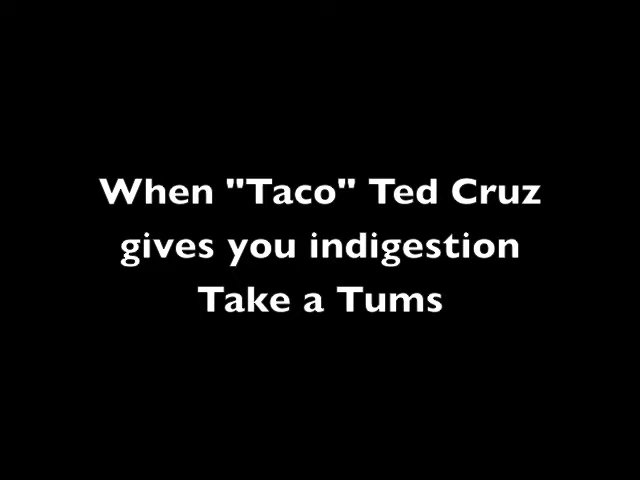 When "Taco" Ted Cruz
gives you indigestion
Take a Tums